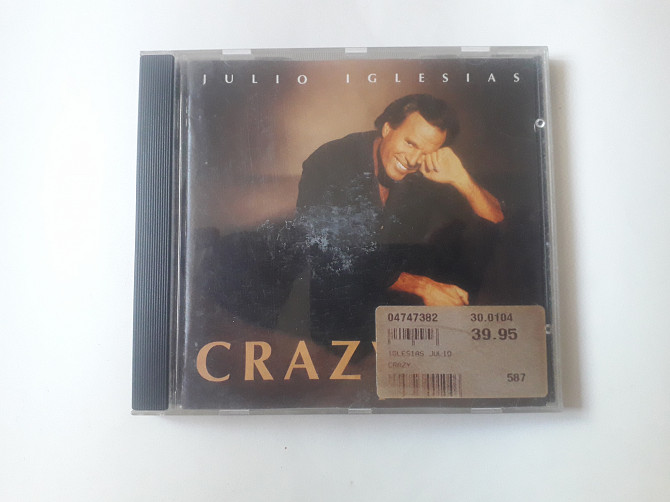 JULIO IGLESIAS
CRAZY
04747382 30.0104
39.95
IGLESIAS JULIO
CRAZY
587